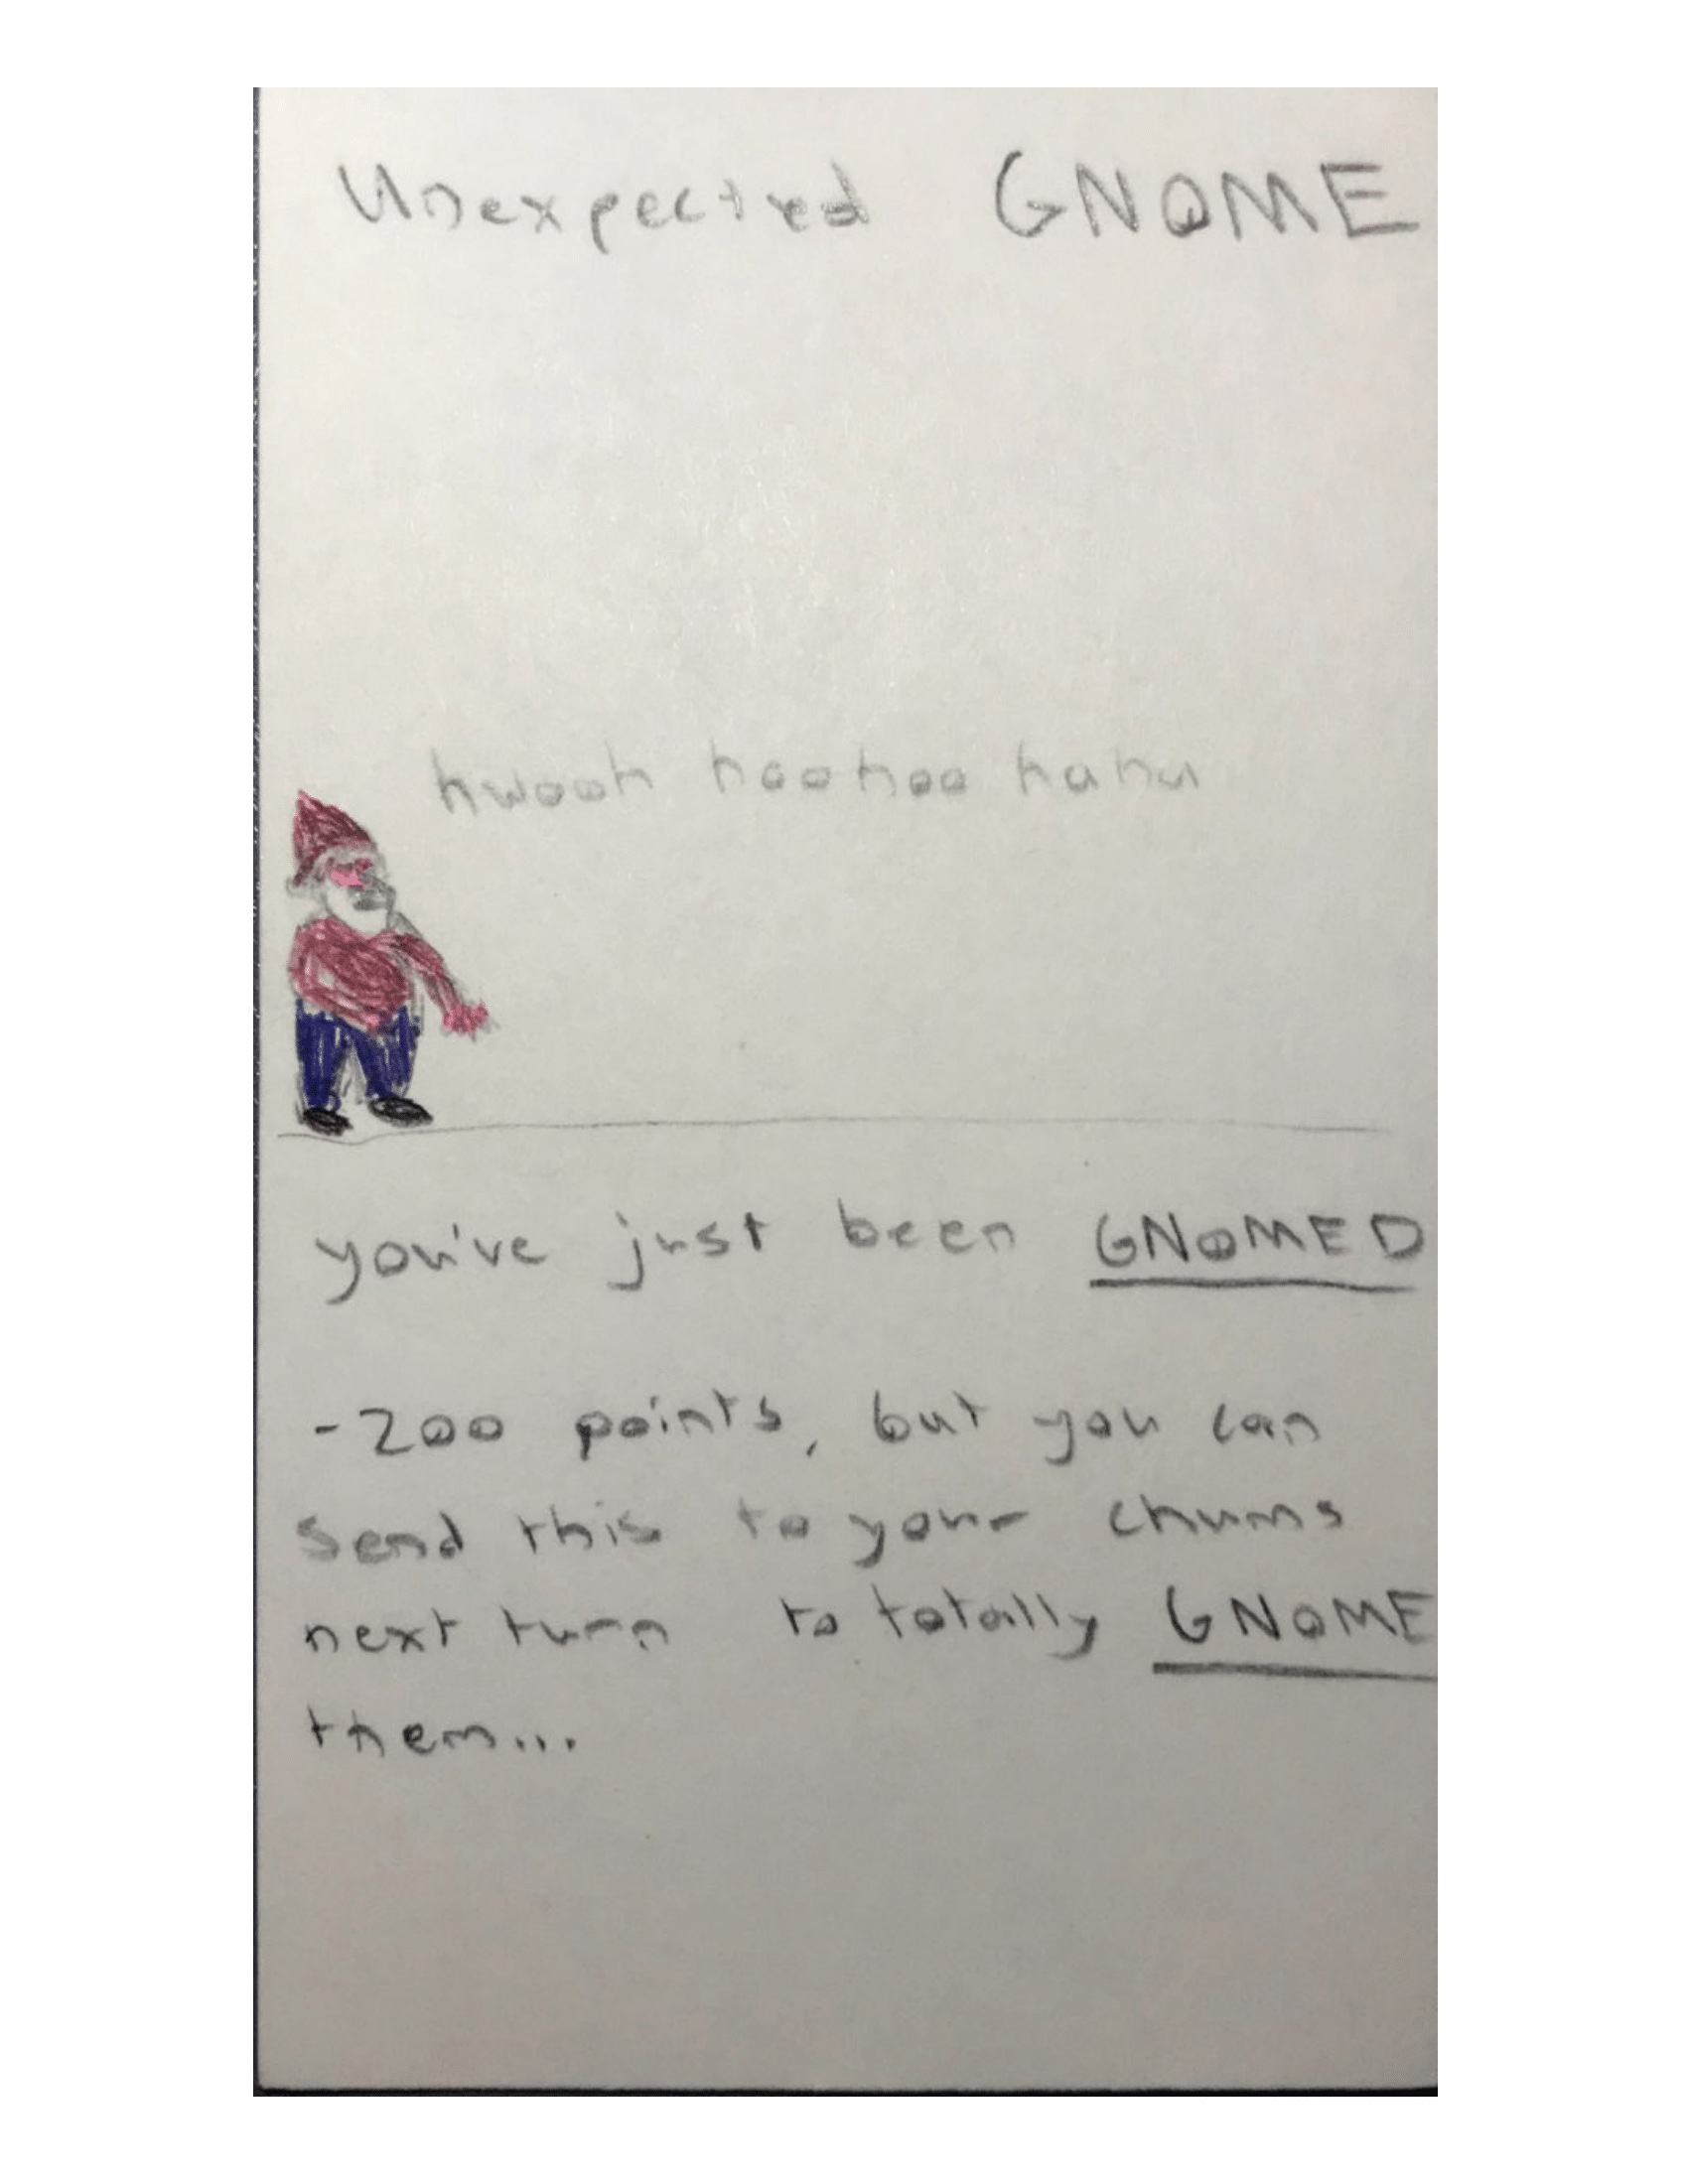 Unexpected GNOME
hwooh hoohoo haha
you've just been GNOMED
-200 points, but you can
send this to your chums
next turn to totally GNOME
them...